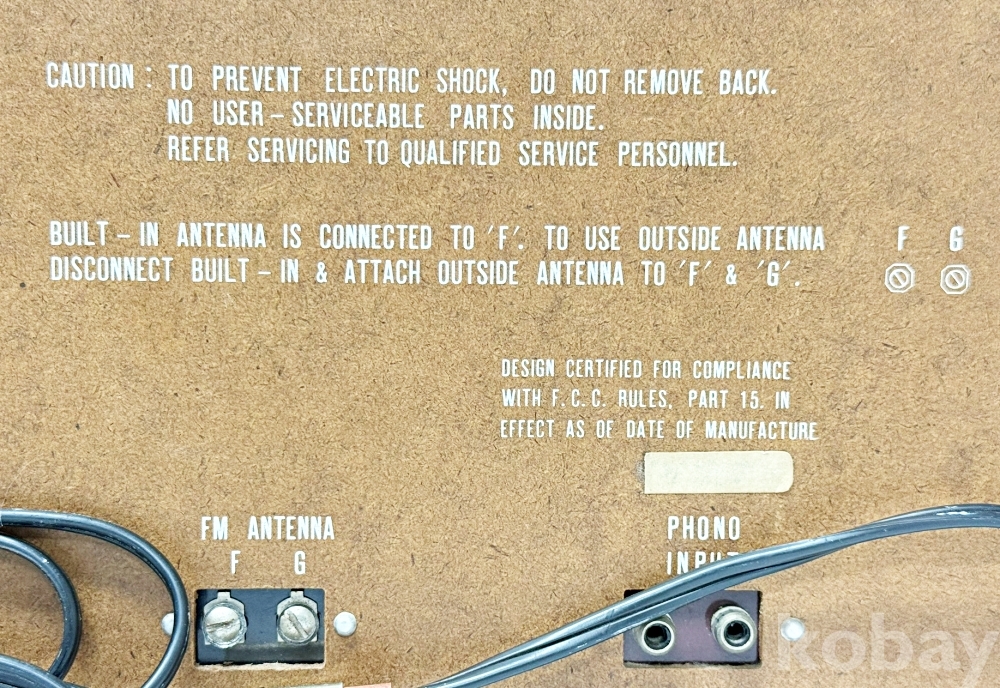 CAUTION : TO PREVENT ELECTRIC SHOCK, DO NOT REMOVE BACK.
NO USER – SERVICEABLE PARTS INSIDE.
REFER SERVICING TO QUALIFIED SERVICE PERSONNEL.
BUILT – IN ANTENNA IS CONNECTED TO 'F'. TO USE OUTSIDE ANTENNA
DISCONNECT BUILT – IN & ATTACH OUTSIDE ANTENNA TO 'F' & 'G'.
F G
DESIGN CERTIFIED FOR COMPLIANCE
WITH F.C.C. RULES, PART 15. IN
EFFECT AS OF DATE OF MANUFACTURE
FM ANTENNA
F G
PHONO
INPUT
kobay